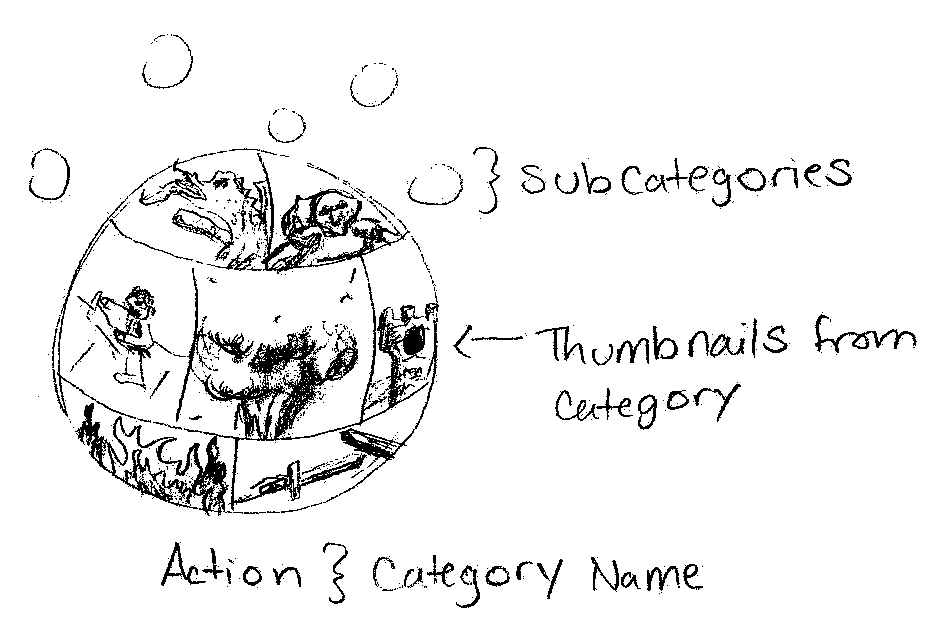 } Subcategories
← Thumbnails from
Category
Action } Category Name